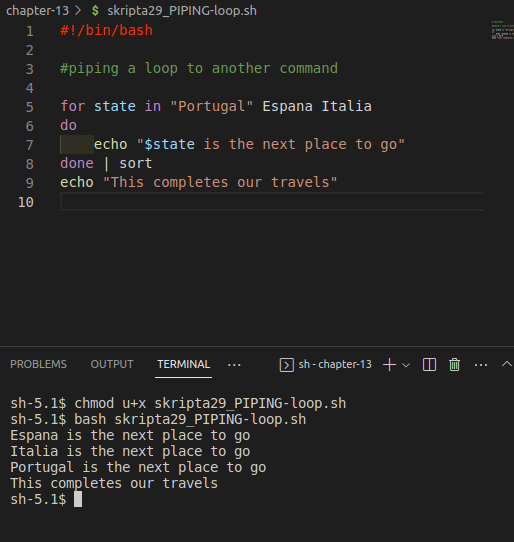 chapter-13 > $ skripta29_PIPING-loop.sh
1 #!/bin/bash
2
3 #piping a loop to another command
4
5 for state in "Portugal" Espana Italia
6 do
7 echo "$state is the next place to go"
8 done | sort
9 echo "This completes our travels"
10
PROBLEMS OUTPUT TERMINAL ... sh - chapter-13
sh-5.1$ chmod u+x skripta29_PIPING-loop.sh
sh-5.1$ bash skripta29_PIPING-loop.sh
Espana is the next place to go
Italia is the next place to go
Portugal is the next place to go
This completes our travels
sh-5.1$